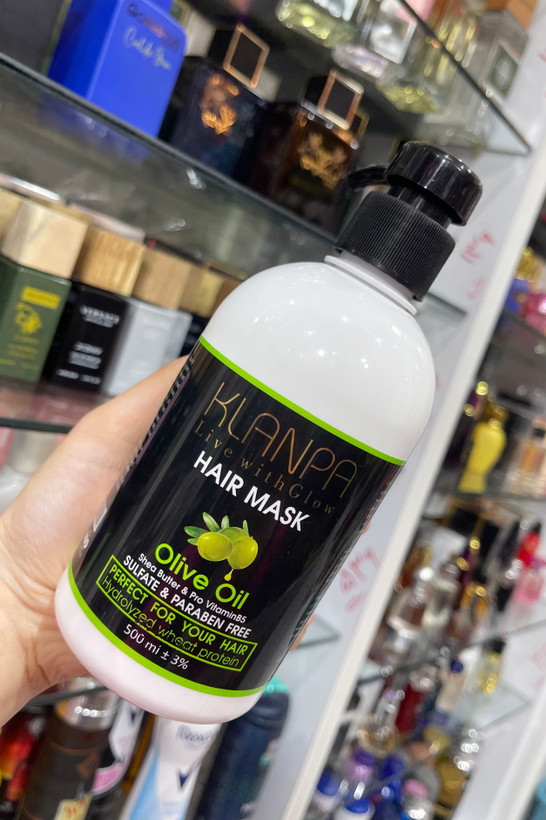 KLANPA
Live with Glow
HAIR MASK
Olive Oil
Shea Butter & Pro VitaminB5
SULFATE & PARABEN FREE
PERFECT FOR YOUR HAIR
Hydrolyzed wheat protein
500 ml ± 3%